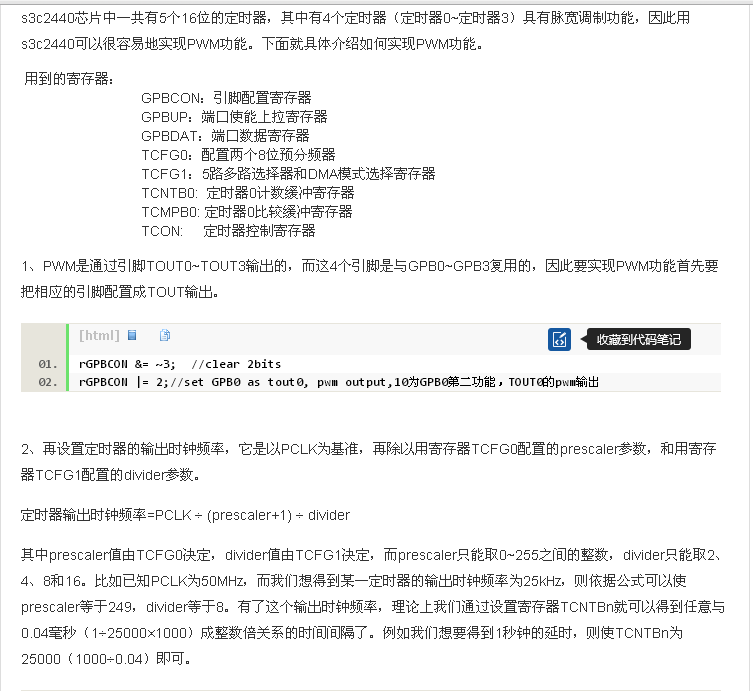 s3c2440芯片中一共有5个16位的定时器，其中有4个定时器（定时器0~定时器3）具有脉宽调制功能，因此用
s3c2440可以很容易地实现PWM功能。下面就具体介绍如何实现PWM功能。
用到的寄存器：
GPBCON：引脚配置寄存器
GPBUP：端口使能上拉寄存器
GPBDAT：端口数据寄存器
TCFG0：配置两个8位预分频器
TCFG1：5路多路选择器和DMA模式选择寄存器
TCNTB0: 定时器0计数缓冲寄存器
TCMPB0: 定时器0比较缓冲寄存器
TCON: 定时器控制寄存器
1、PWM是通过引脚TOUT0~TOUT3输出的，而这4个引脚是与GPB0~GPB3复用的，因此要实现PWM功能首先要
把相应的引脚配置成TOUT输出。
[html] 收藏到代码笔记
01. rGPBCON &= ~3; //clear 2bits
02. rGPBCON |= 2;//set GPB0 as tout0, pwm output,10为GPB0第二功能，TOUT0的pwm输出
2、再设置定时器的输出时钟频率，它是以PCLK为基准，再除以用寄存器TCFG0配置的prescaler参数，和用寄存
器TCFG1配置的divider参数。
定时器输出时钟频率=PCLK ÷ (prescaler+1) ÷ divider
其中prescaler值由TCFG0决定，divider值由TCFG1决定，而prescaler只能取0~255之间的整数，divider只能取2、
4、8和16。比如已知PCLK为50MHz，而我们想得到某一定时器的输出时钟频率为25kHz，则依据公式可以使
prescaler等于249，divider等于8。有了这个输出时钟频率，理论上我们通过设置寄存器TCNTBn就可以得到任意与
0.04毫秒（1÷25000×1000）成整数倍关系的时间间隔了。例如我们想要得到1秒钟的延时，则使TCNTBn为
25000（1000÷0.04）即可。